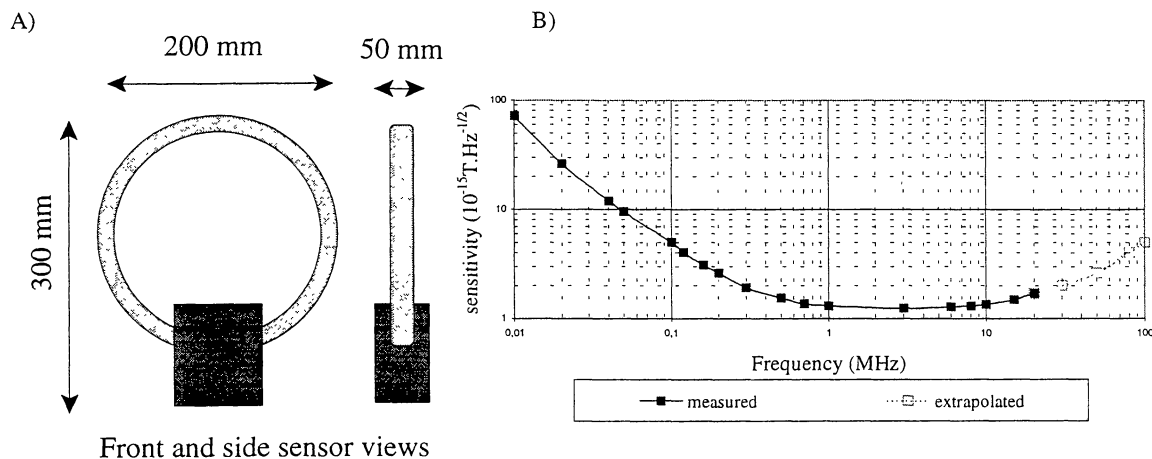 A)
200 mm
50 mm
300 mm
Front and side sensor views
B)
sensitivity (10⁻¹⁵T.Hz⁻¹/²)
100
10
1
0,01
0,1
1
10
100
Frequency (MHz)
measured
extrapolated